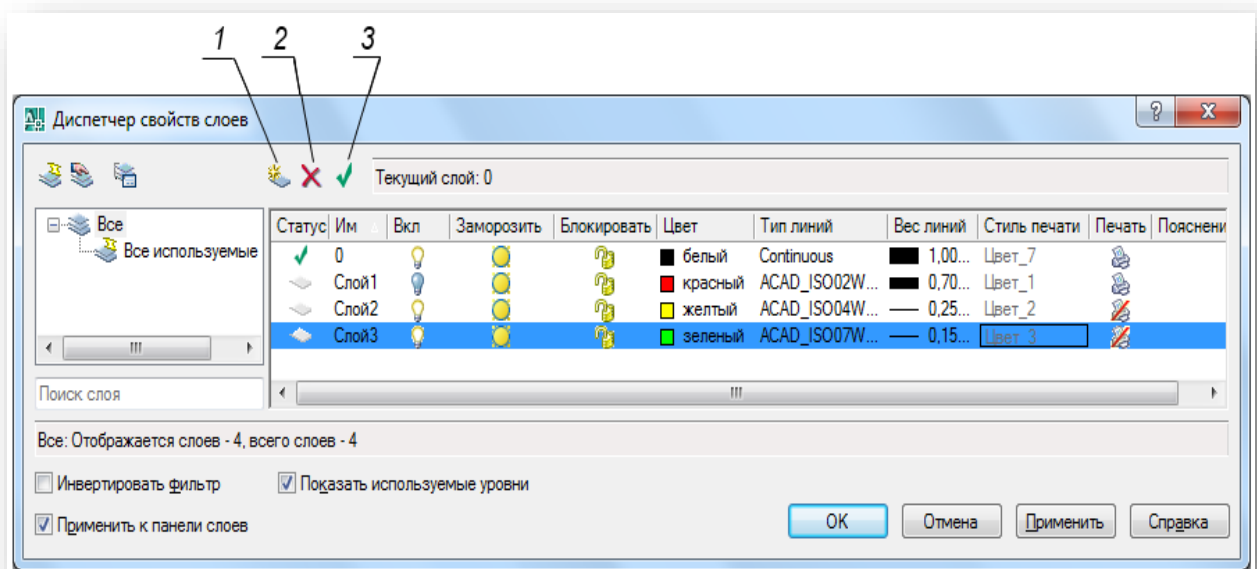 1 2 3
Диспетчер свойств слоев
Текущий слой: 0
Все
Все используемые
Статус Им Вкл Заморозить Блокировать Цвет Тип линий Вес линий Стиль печати Печать Пояснени
0 белый Continuous 1,00... Цвет_7
Слой1 красный ACAD_ISO02W... 0,70... Цвет_1
Слой2 желтый ACAD_ISO04W... 0,25... Цвет_2
Слой3 зеленый ACAD_ISO07W... 0,15... Цвет_3
Поиск слоя
Все: Отображается слоев - 4, всего слоев - 4
Инвертировать фильтр Показать используемые уровни
Применить к панели слоев
OK Отмена Применить Справка